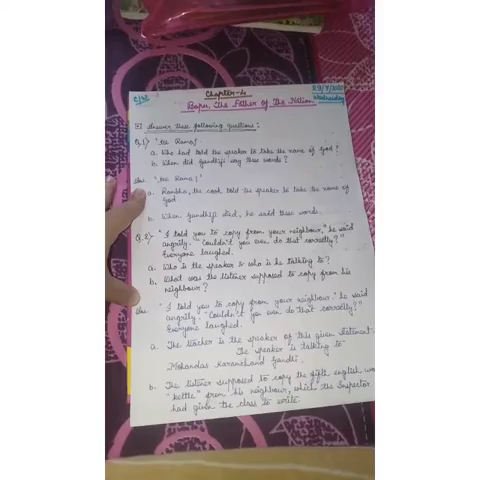 C/W
Chapter-4
Wednesday
Bapu, The Father Of The Nation
Answer these following questions:
Q.1) "Hee Rama!
a. Who had told the speaker to take the name of God?
b. When did Gandhiji say these words?
Ans. "Hee Rama!"
a. Rambha, the cook told the speaker to take the name of
God
b. When Gandhiji died, he said these words.
Q.2) "I told you to copy from your neighbour," he said
angrily. "Couldn't you even do that correctly?"
Everyone laughed.
a. Who is the speaker & who is he talking to?
b. What was the listener supposed to copy from his
neighbour?
Ans. "I told you to copy from your neighbour." he said
angrily. "Couldn't you even do that correctly?"
Everyone laughed.
a. The teacher is the speaker of this given statement.
The speaker is talking to
Mohandas Karamchand Gandhi.
b. The listener supposed to copy the fifth english
"kettle" from his neighbour, which the Inspector
had given the class to write.